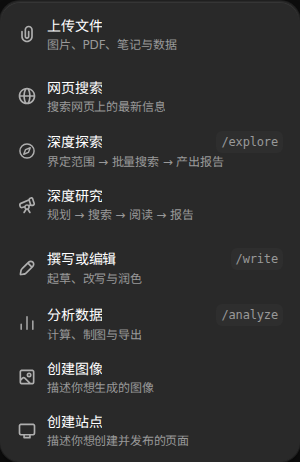 上传文件
图片、PDF、笔记与数据
网页搜索
搜索网页上的最新信息
深度探索 /explore
界定范围 → 批量搜索 → 产出报告
深度研究
规划 → 搜索 → 阅读 → 报告
撰写或编辑 /write
起草、改写与润色
分析数据 /analyze
计算、制图与导出
创建图像
描述你想生成的图像
创建站点
描述你想创建并发布的页面